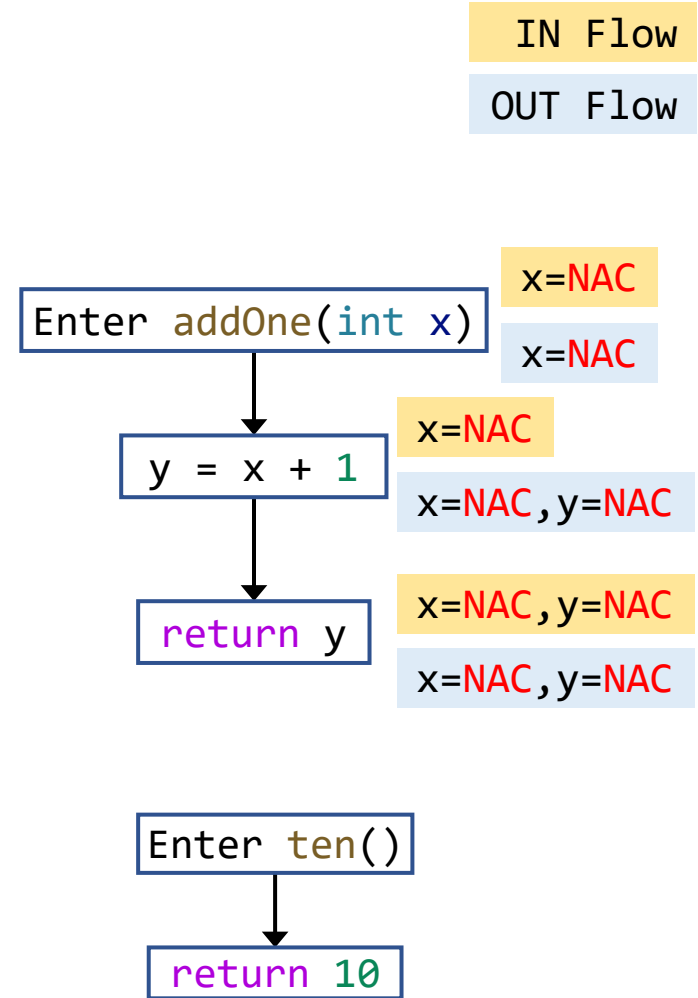 IN Flow
OUT Flow
Enter addOne(int x)
x=NAC
x=NAC
y = x + 1
x=NAC
x=NAC,y=NAC
return y
x=NAC,y=NAC
x=NAC,y=NAC
Enter ten()
return 10